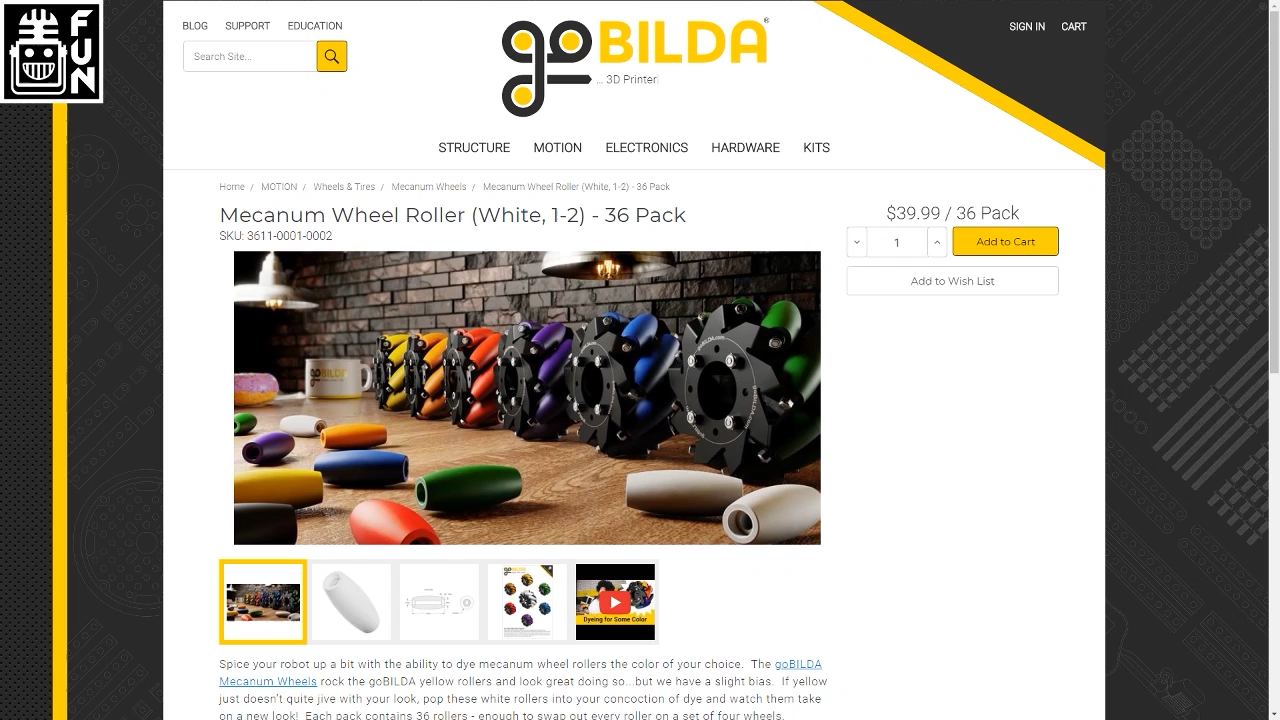 FUN
BLOG SUPPORT EDUCATION
SIGN IN CART
Search Site...
goBILDA®
... 3D Printer
STRUCTURE MOTION ELECTRONICS HARDWARE KITS
Home / MOTION / Wheels & Tires / Mecanum Wheels / Mecanum Wheel Roller (White, 1-2) - 36 Pack
Mecanum Wheel Roller (White, 1-2) - 36 Pack
SKU: 3611-0001-0002
$39.99 / 36 Pack
1
Add to Cart
Add to Wish List
goBILDA
goBILDA
Dyeing for Some Color
Spice your robot up a bit with the ability to dye mecanum wheel rollers the color of your choice. The goBILDA
Mecanum Wheels rock the goBILDA yellow rollers and look great doing so...but we have a slight bias. If yellow
just doesn't quite jive with your look, pop these white rollers into your concoction of dye and watch them take
on a new look! Each pack contains 36 rollers - enough to swap out every roller on a set of four wheels.